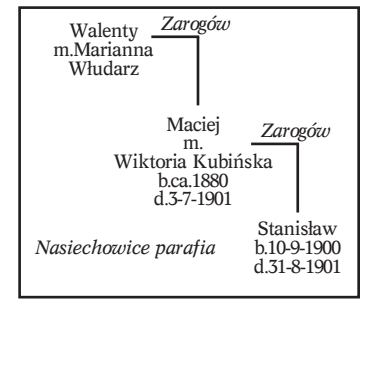 Walenty
m.Marianna
Włudarz
Zarogów
Maciej
m.
Wiktoria Kubińska
b.ca.1880
d.3-7-1901
Zarogów
Stanisław
b.10-9-1900
d.31-8-1901
Nasiechowice parafia